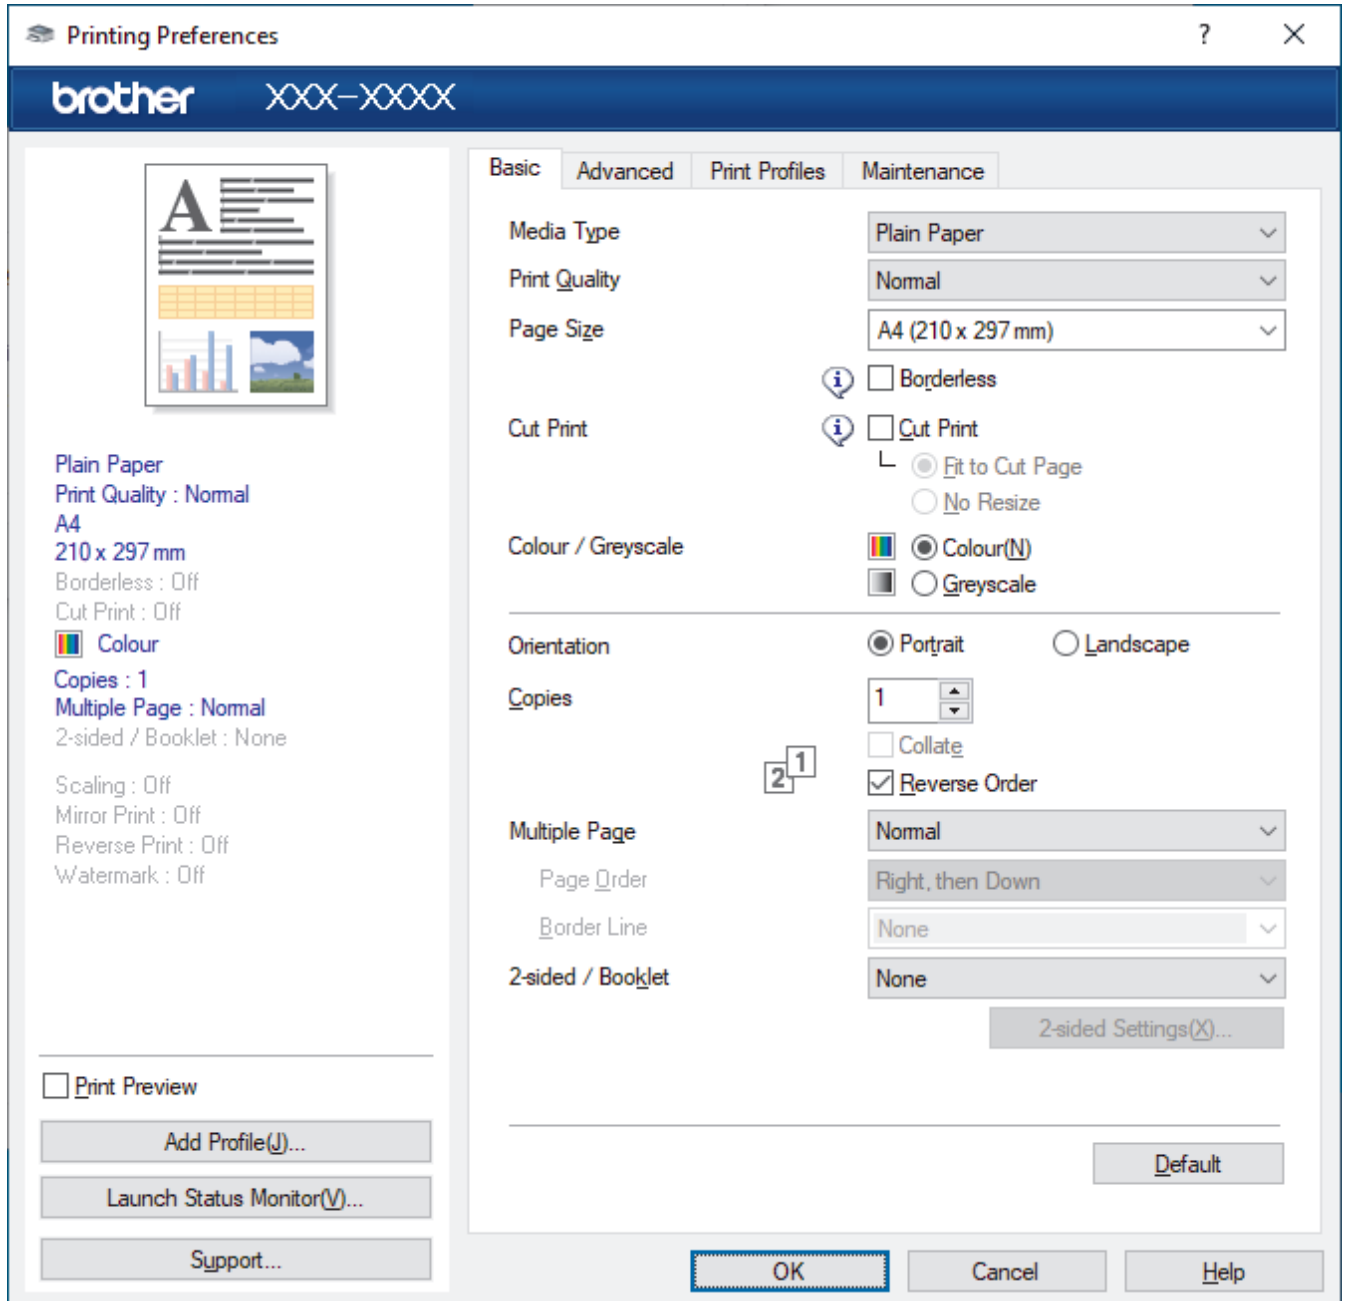 Printing Preferences
?
brother XXX-XXXX
A
Plain Paper
Print Quality : Normal
A4
210 x 297 mm
Borderless : Off
Cut Print : Off
Colour
Copies : 1
Multiple Page : Normal
2-sided / Booklet : None
Scaling : Off
Mirror Print : Off
Reverse Print : Off
Watermark : Off
Print Preview
Add Profile(J)...
Launch Status Monitor(V)...
Support...
Basic Advanced Print Profiles Maintenance
Media Type Plain Paper
Print Quality Normal
Page Size A4 (210 x 297 mm)
i Borderless
Cut Print i Cut Print
Fit to Cut Page
No Resize
Colour / Greyscale Colour(N)
Greyscale
Orientation Portrait Landscape
Copies 1
Collate
2 1 Reverse Order
Multiple Page Normal
Page Order Right, then Down
Border Line None
2-sided / Booklet None
2-sided Settings(X)...
Default
OK Cancel Help